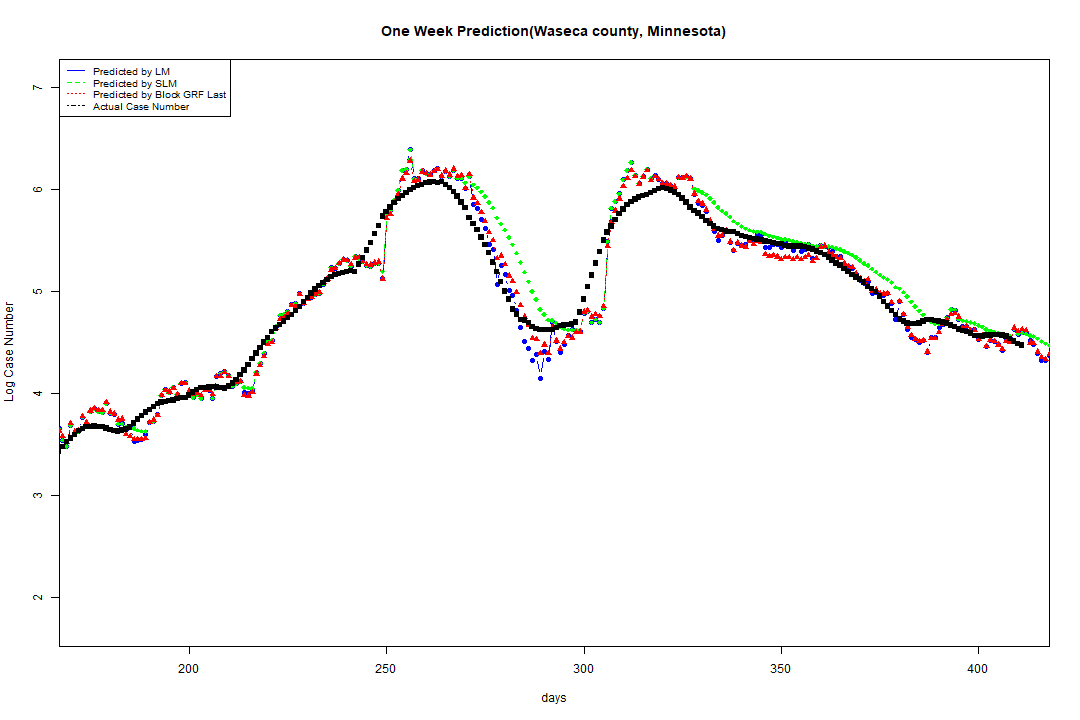 One Week Prediction(Waseca county, Minnesota)
Predicted by LM
Predicted by SLM
Predicted by Block GRF Last
Actual Case Number
7
6
5
4
3
2
Log Case Number
200 250 300 350 400
days